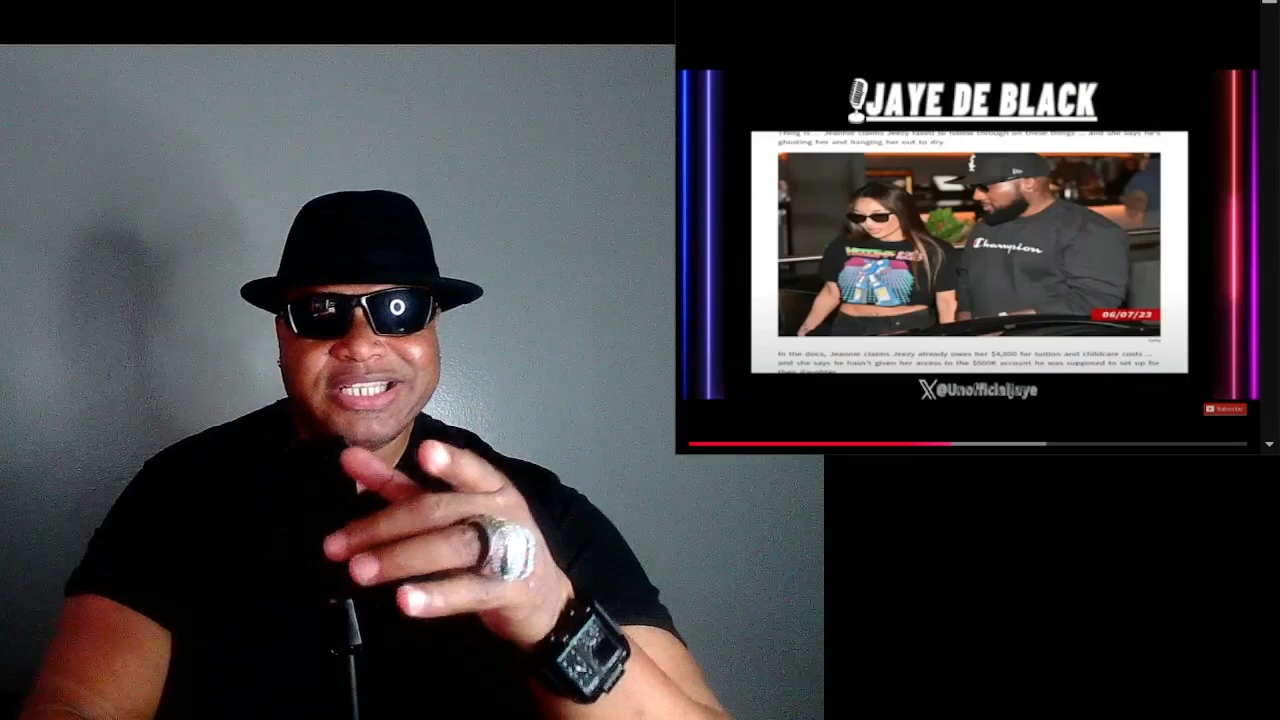 JAYE DE BLACK
Thing is ... Jeannie claims Jeezy failed to follow through on these things ... and she says he's
ghosting her and hanging her out to dry.
Champion
06/07/23
Getty
In the docs, Jeannie claims Jeezy already owes her $4,000 for tuition and childcare costs ...
and she says he hasn't given her access to the $500K account he was supposed to set up for
their daughter
X@UnofficialJaye
Subscribe